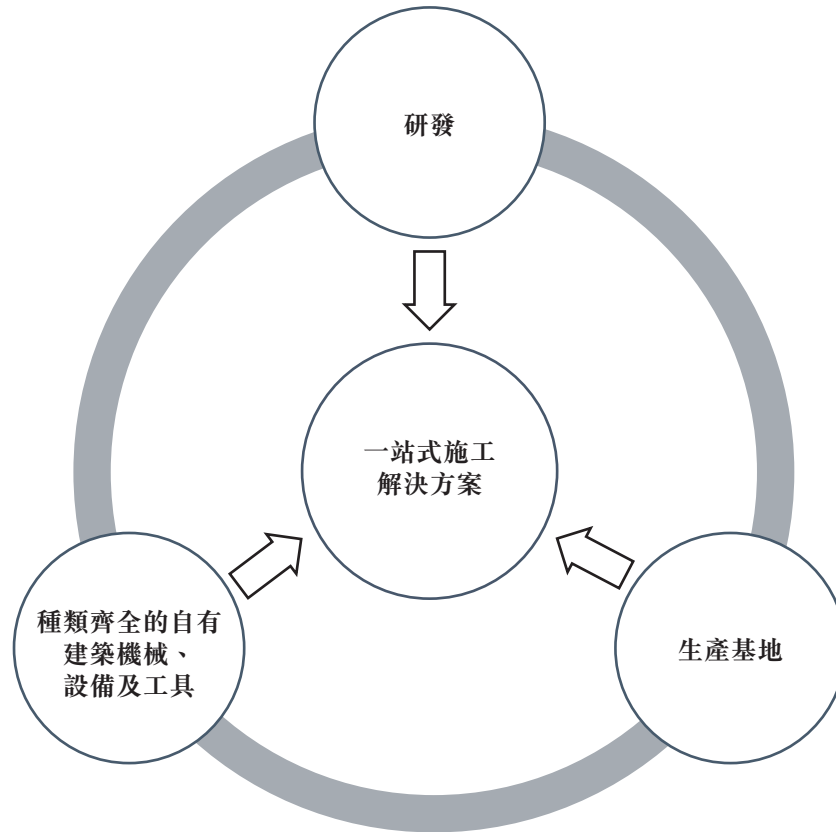 研發
一站式施工
解決方案
種類齊全的自有
建築機械、
設備及工具
生產基地